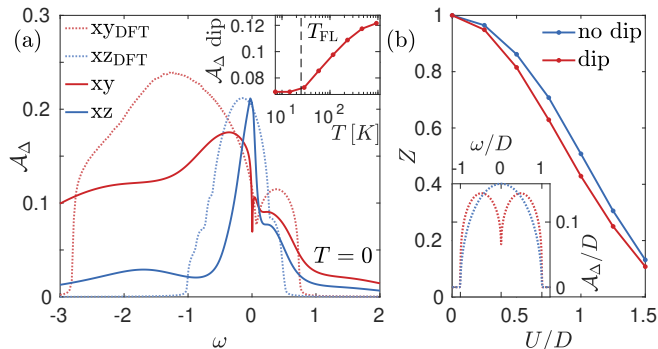 (a)
xy_DFT
xz_DFT
xy
xz
0.3
0.2
0.1
0
𝒜_Δ
-3 -2 -1 0 1 2
ω
T = 0
𝒜_Δ dip
0.12
0.10
0.08
T_FL
10^1 10^2
T [K]
(b)
no dip
dip
Z
1
0.8
0.6
0.4
0.2
0
0 0.5 1.0 1.5
U/D
ω/D
1 0 1
0.1
0
𝒜_Δ/D